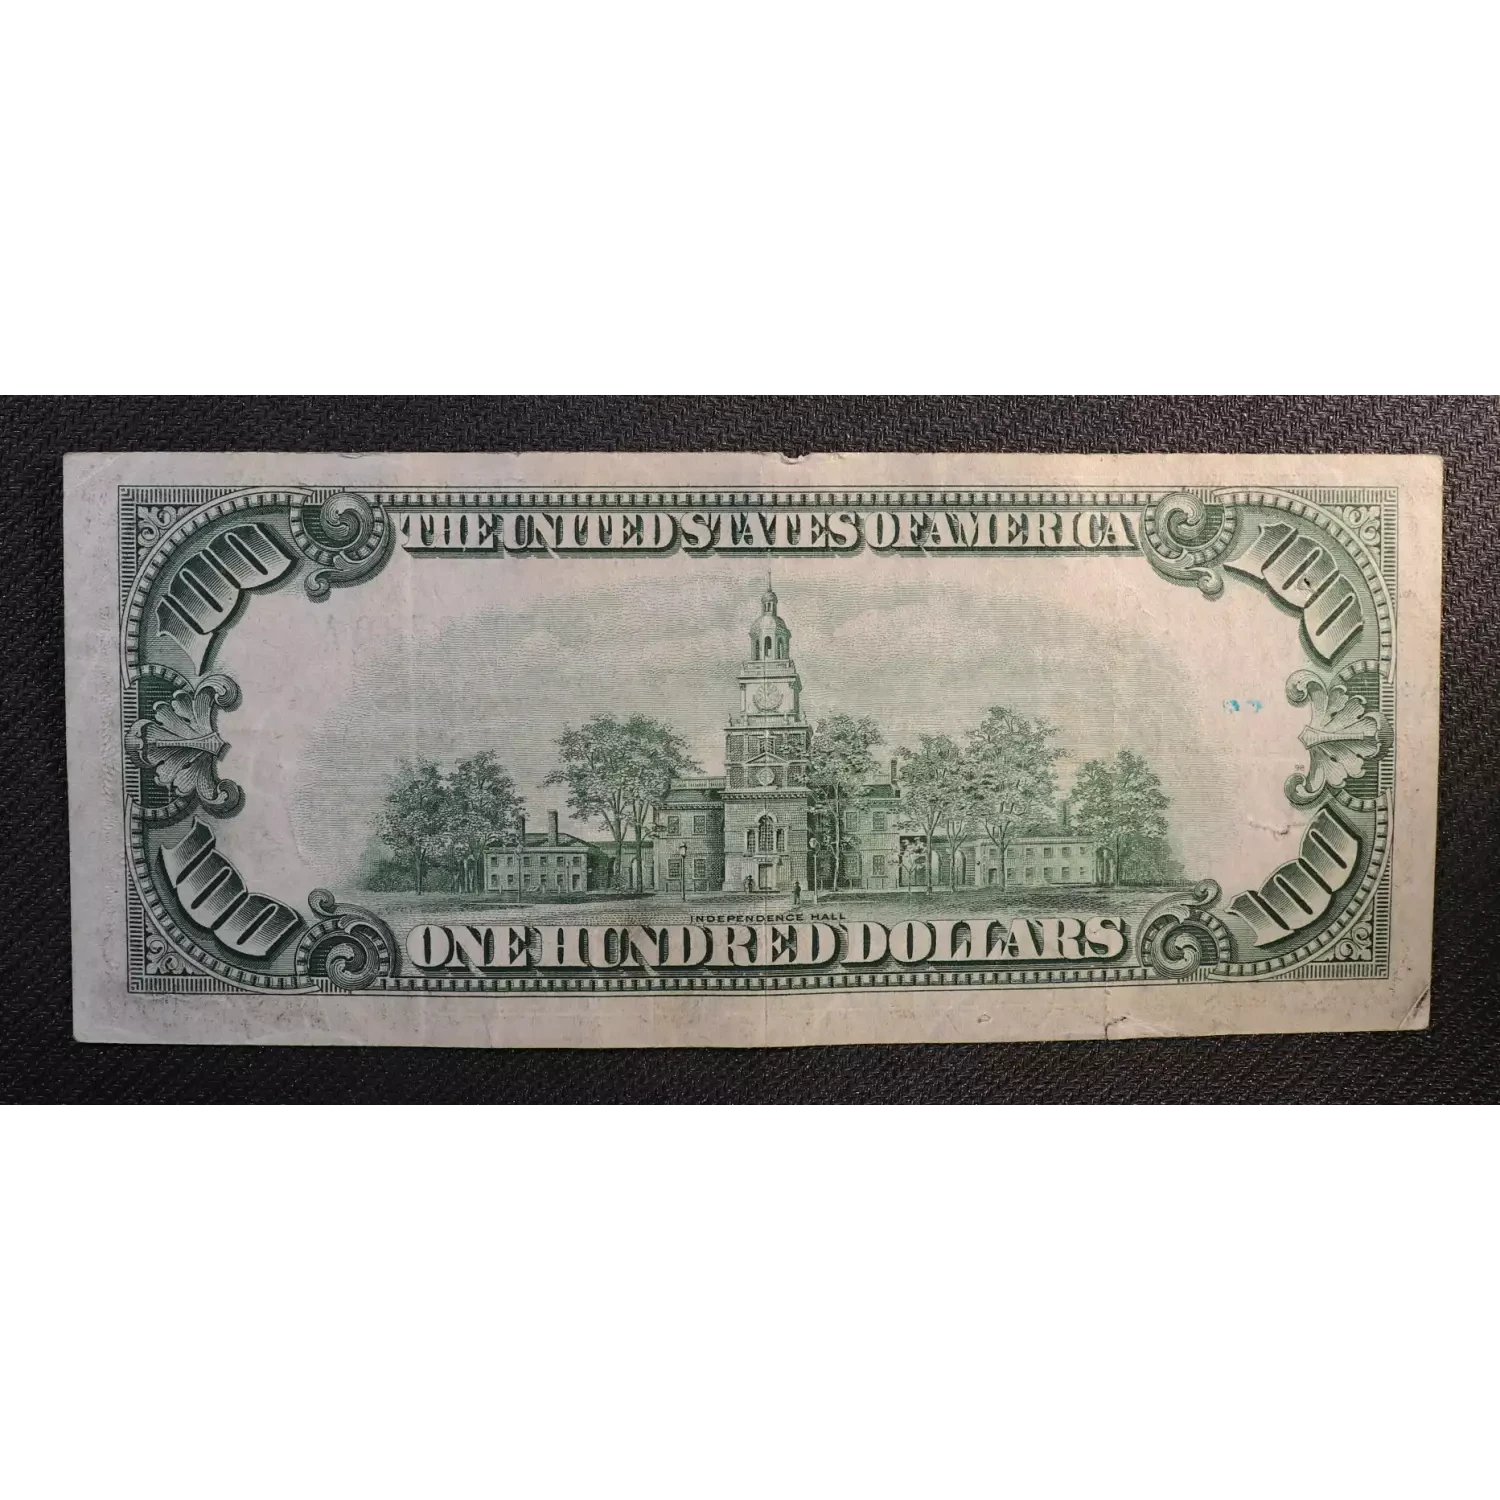 THE UNITED STATES OF AMERICA
100 100
INDEPENDENCE HALL
100 100
ONE HUNDRED DOLLARS